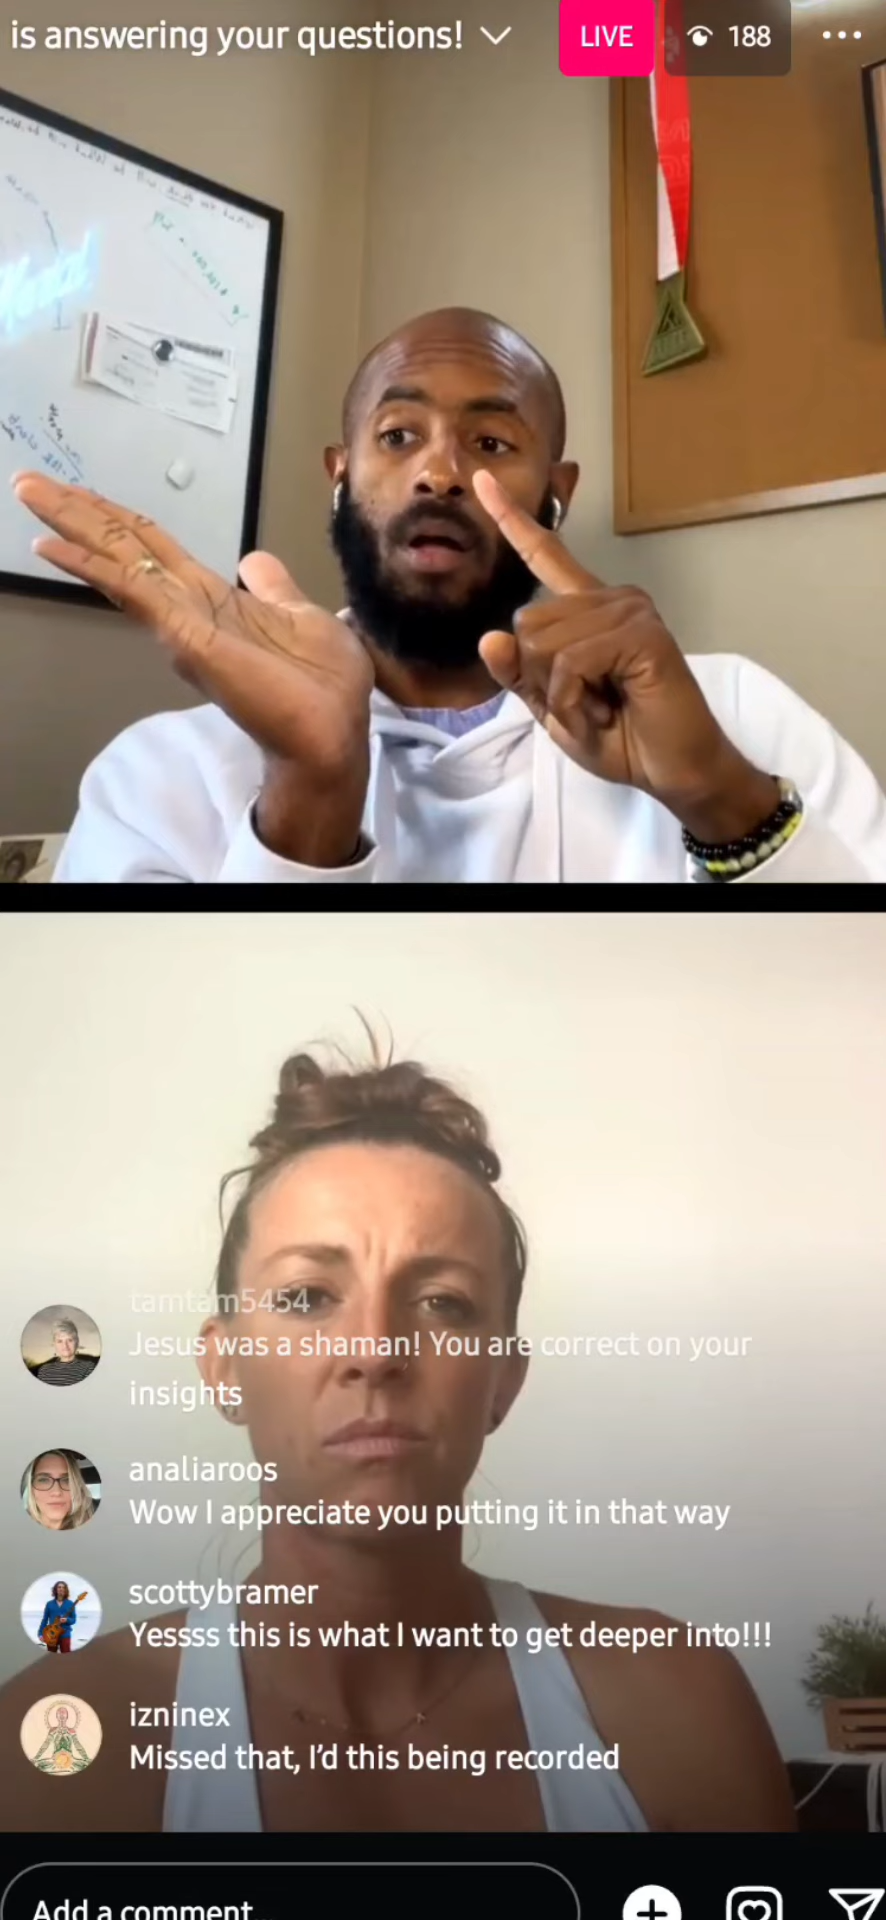 is answering your questions!
LIVE
188
tamtam5454
Jesus was a shaman! You are correct on your
insights
analiaroos
Wow I appreciate you putting it in that way
scottybramer
Yessss this is what I want to get deeper into!!!
izninex
Missed that, I'd this being recorded
Add a comment...